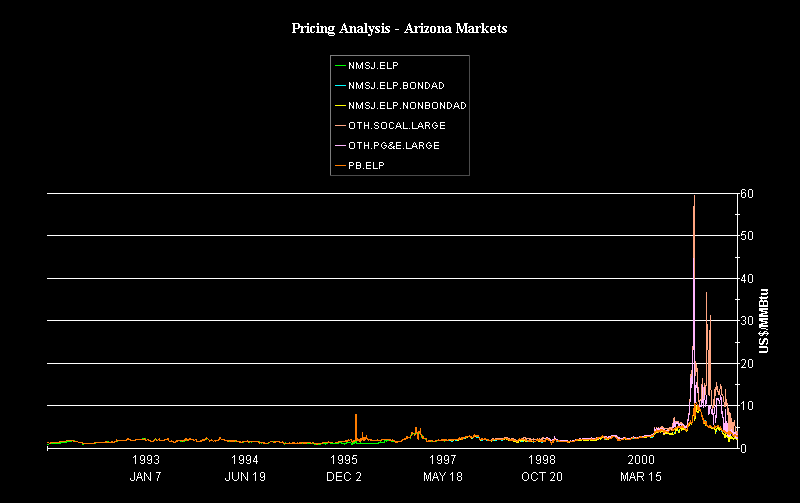 Pricing Analysis - Arizona Markets
NMSJ.ELP
NMSJ.ELP.BONDAD
NMSJ.ELP.NONBONDAD
OTH.SOCAL.LARGE
OTH.PG&E.LARGE
PB.ELP
60
50
40
30
20
10
0
US$/MMBtu
1993 1994 1995 1997 1998 2000
JAN 7 JUN 19 DEC 2 MAY 18 OCT 20 MAR 15